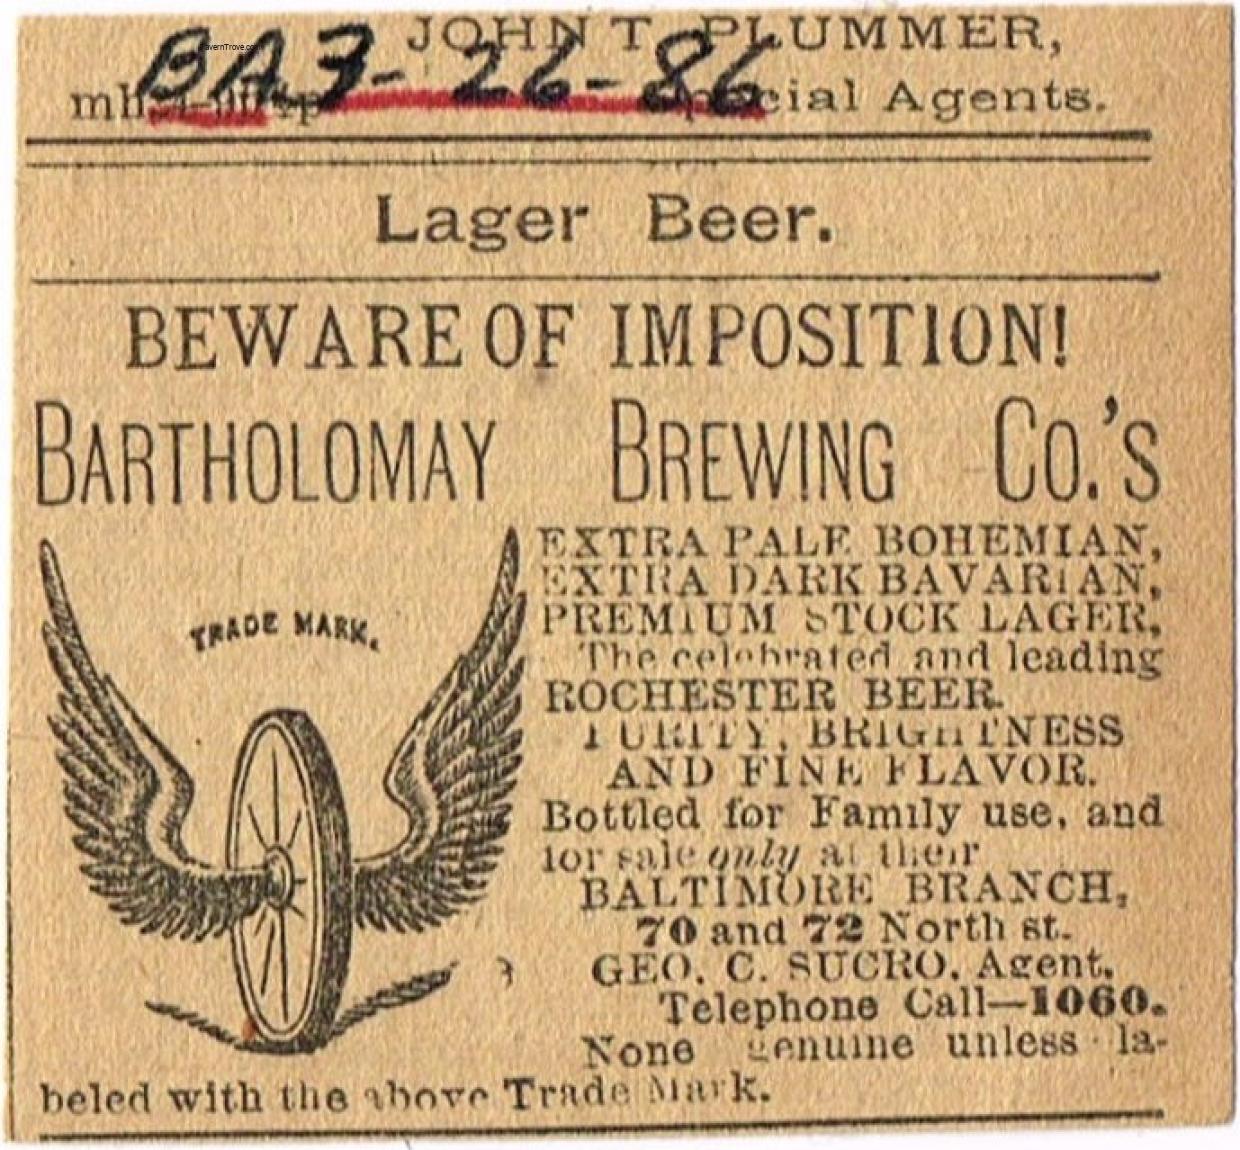 JOHN T. PLUMMER,
BA 3-26-86
Special Agents.
Lager Beer.
BEWARE OF IMPOSITION!
BARTHOLOMAY BREWING CO.'S
TRADE MARK.
EXTRA PALE BOHEMIAN,
EXTRA DARK BAVARIAN,
PREMIUM STOCK LAGER,
The celebrated and leading
ROCHESTER BEER.
PURITY, BRIGHTNESS
AND FINE FLAVOR.
Bottled for Family use, and
for sale only at their
BALTIMORE BRANCH,
70 and 72 North st.
GEO. C. SUCRO, Agent.
Telephone Call—1060.
None genuine unless la-
beled with the above Trade Mark.